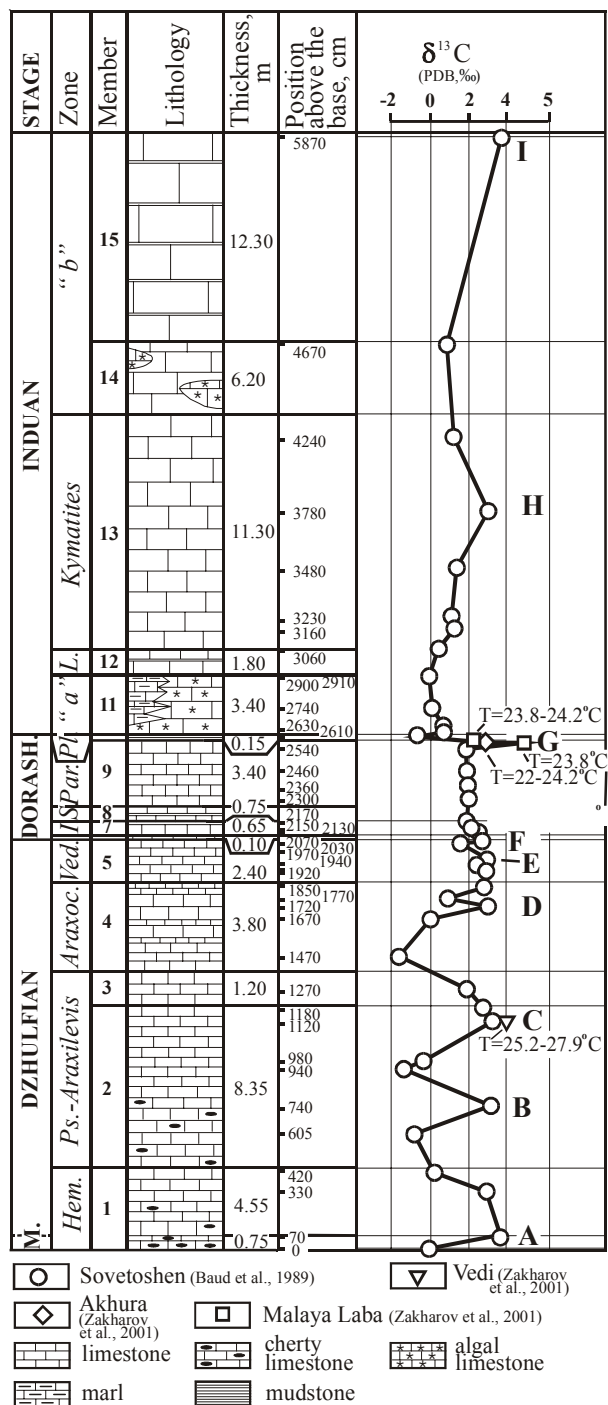 STAGE
Zone
Member
Lithology
Thickness, m
Position above the base, cm
δ¹³C
(PDB,‰)
-2 0 2 4 5
INDUAN
DORASH.
DZHULFIAN
M.
"b"
Kymatites
L.
"a"
Pl.
Par.
S
I
Ved.
Araxoc.
Ps.-Araxilevis
Hem.
15
14
13
12
11
9
8
7
5
4
3
2
1
12.30
6.20
11.30
1.80
3.40
0.15
3.40
0.75
0.65
0.10
2.40
3.80
1.20
8.35
4.55
0.75
5870
4670
4240
3780
3480
3230
3160
3060
2900 2910
2740
2630 2610
2540
2460
2360
2300
2170
2150 2130
2070 2030
1970 1940
1920
1850 1770
1720
1670
1470
1270
1180
1120
980
940
740
605
420
330
70
0
I
H
T=23.8-24.2°C
G
T=23.8°C
T=22-24.2°C
F
E
D
C
T=25.2-27.9°C
B
A
Sovetoshen (Baud et al., 1989)
Vedi (Zakharov et al., 2001)
Akhura (Zakharov et al., 2001)
Malaya Laba (Zakharov et al., 2001)
limestone
cherty limestone
algal limestone
marl
mudstone